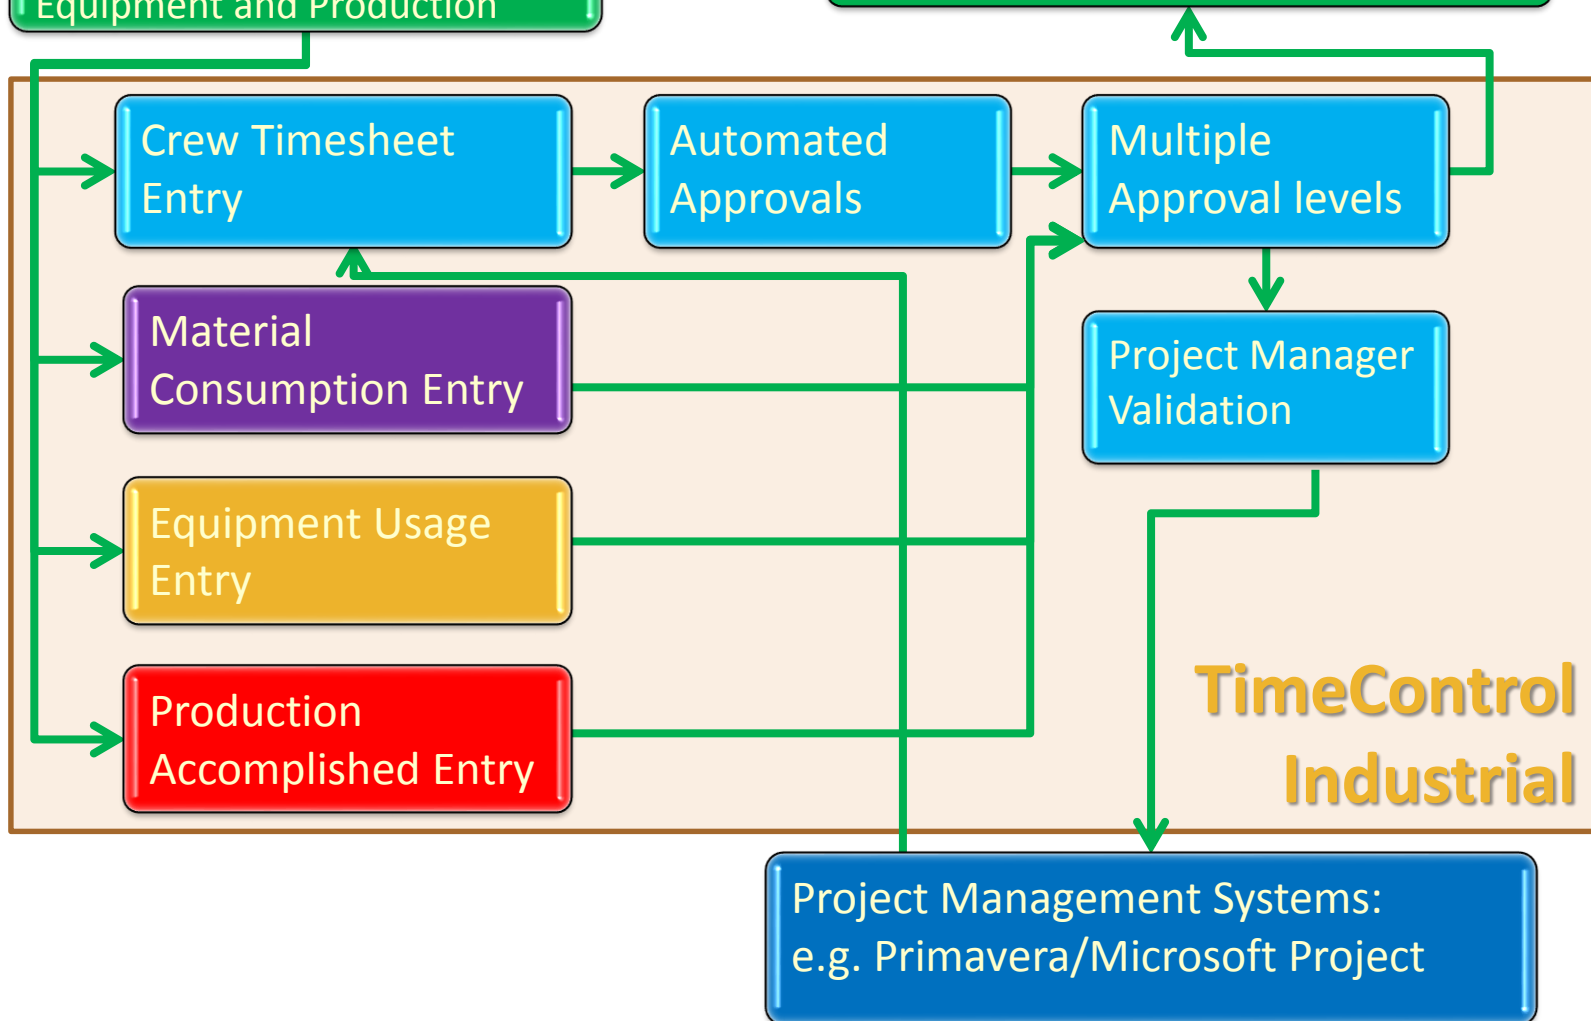 Equipment and Production
Crew Timesheet
Entry
Automated
Approvals
Multiple
Approval levels
Material
Consumption Entry
Project Manager
Validation
Equipment Usage
Entry
Production
Accomplished Entry
TimeControl
Industrial
Project Management Systems:
e.g. Primavera/Microsoft Project